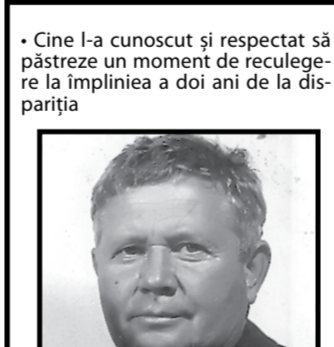 • Cine l-a cunoscut și respectat să
păstreze un moment de reculege-
re la împliniea a doi ani de la dis-
pariția